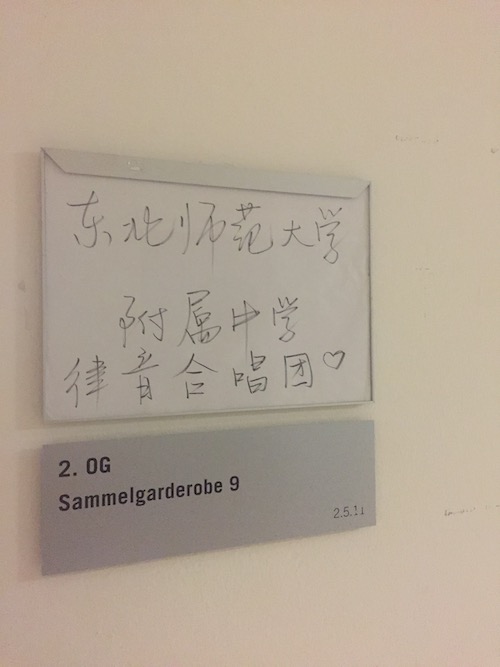 东北师范大学
附属中学
律音合唱团♡
2. OG
Sammelgarderobe 9
2.5.11